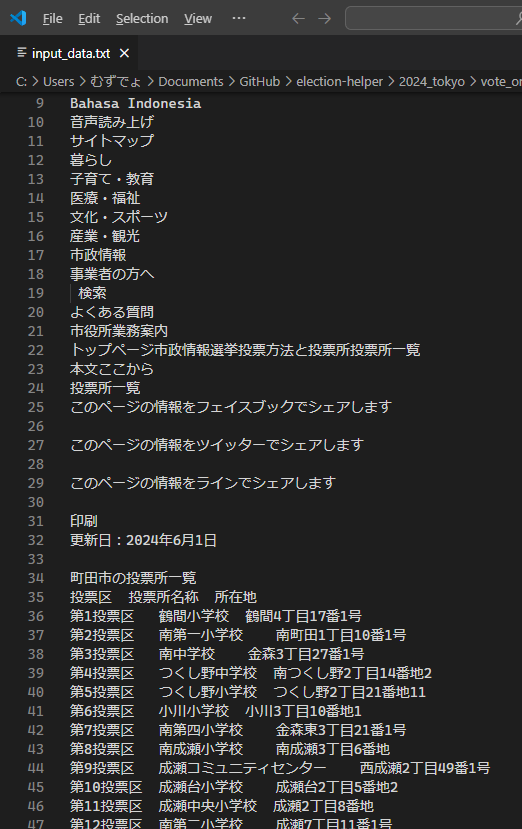 File Edit Selection View ...
input_data.txt
C: > Users > むずでょ > Documents > GitHub > election-helper > 2024_tokyo >
9 Bahasa Indonesia
10 音声読み上げ
11 サイトマップ
12 暮らし
13 子育て・教育
14 医療・福祉
15 文化・スポーツ
16 産業・観光
17 市政情報
18 事業者の方へ
19 検索
20 よくある質問
21 市役所業務案内
22 トップページ市政情報選挙投票方法と投票所投票所一覧
23 本文ここから
24 投票所一覧
25 このページの情報をフェイスブックでシェアします
26
27 このページの情報をツイッターでシェアします
28
29 このページの情報をラインでシェアします
30
31 印刷
32 更新日：2024年6月1日
33
34 町田市の投票所一覧
35 投票区 投票所名称 所在地
36 第1投票区 鶴間小学校 鶴間4丁目17番1号
37 第2投票区 南第一小学校 南町田1丁目10番1号
38 第3投票区 南中学校 金森3丁目27番1号
39 第4投票区 つくし野中学校 南つくし野2丁目14番地2
40 第5投票区 つくし野小学校 つくし野2丁目21番地11
41 第6投票区 小川小学校 小川3丁目10番地1
42 第7投票区 南第四小学校 金森東3丁目21番1号
43 第8投票区 南成瀬小学校 南成瀬3丁目6番地
44 第9投票区 成瀬コミュニティセンター 西成瀬2丁目49番1号
45 第10投票区 成瀬台小学校 成瀬台2丁目5番地2
46 第11投票区 成瀬中央小学校 成瀬2丁目8番地
47 第12投票区 南第二小学校 成瀬7丁目11番1号